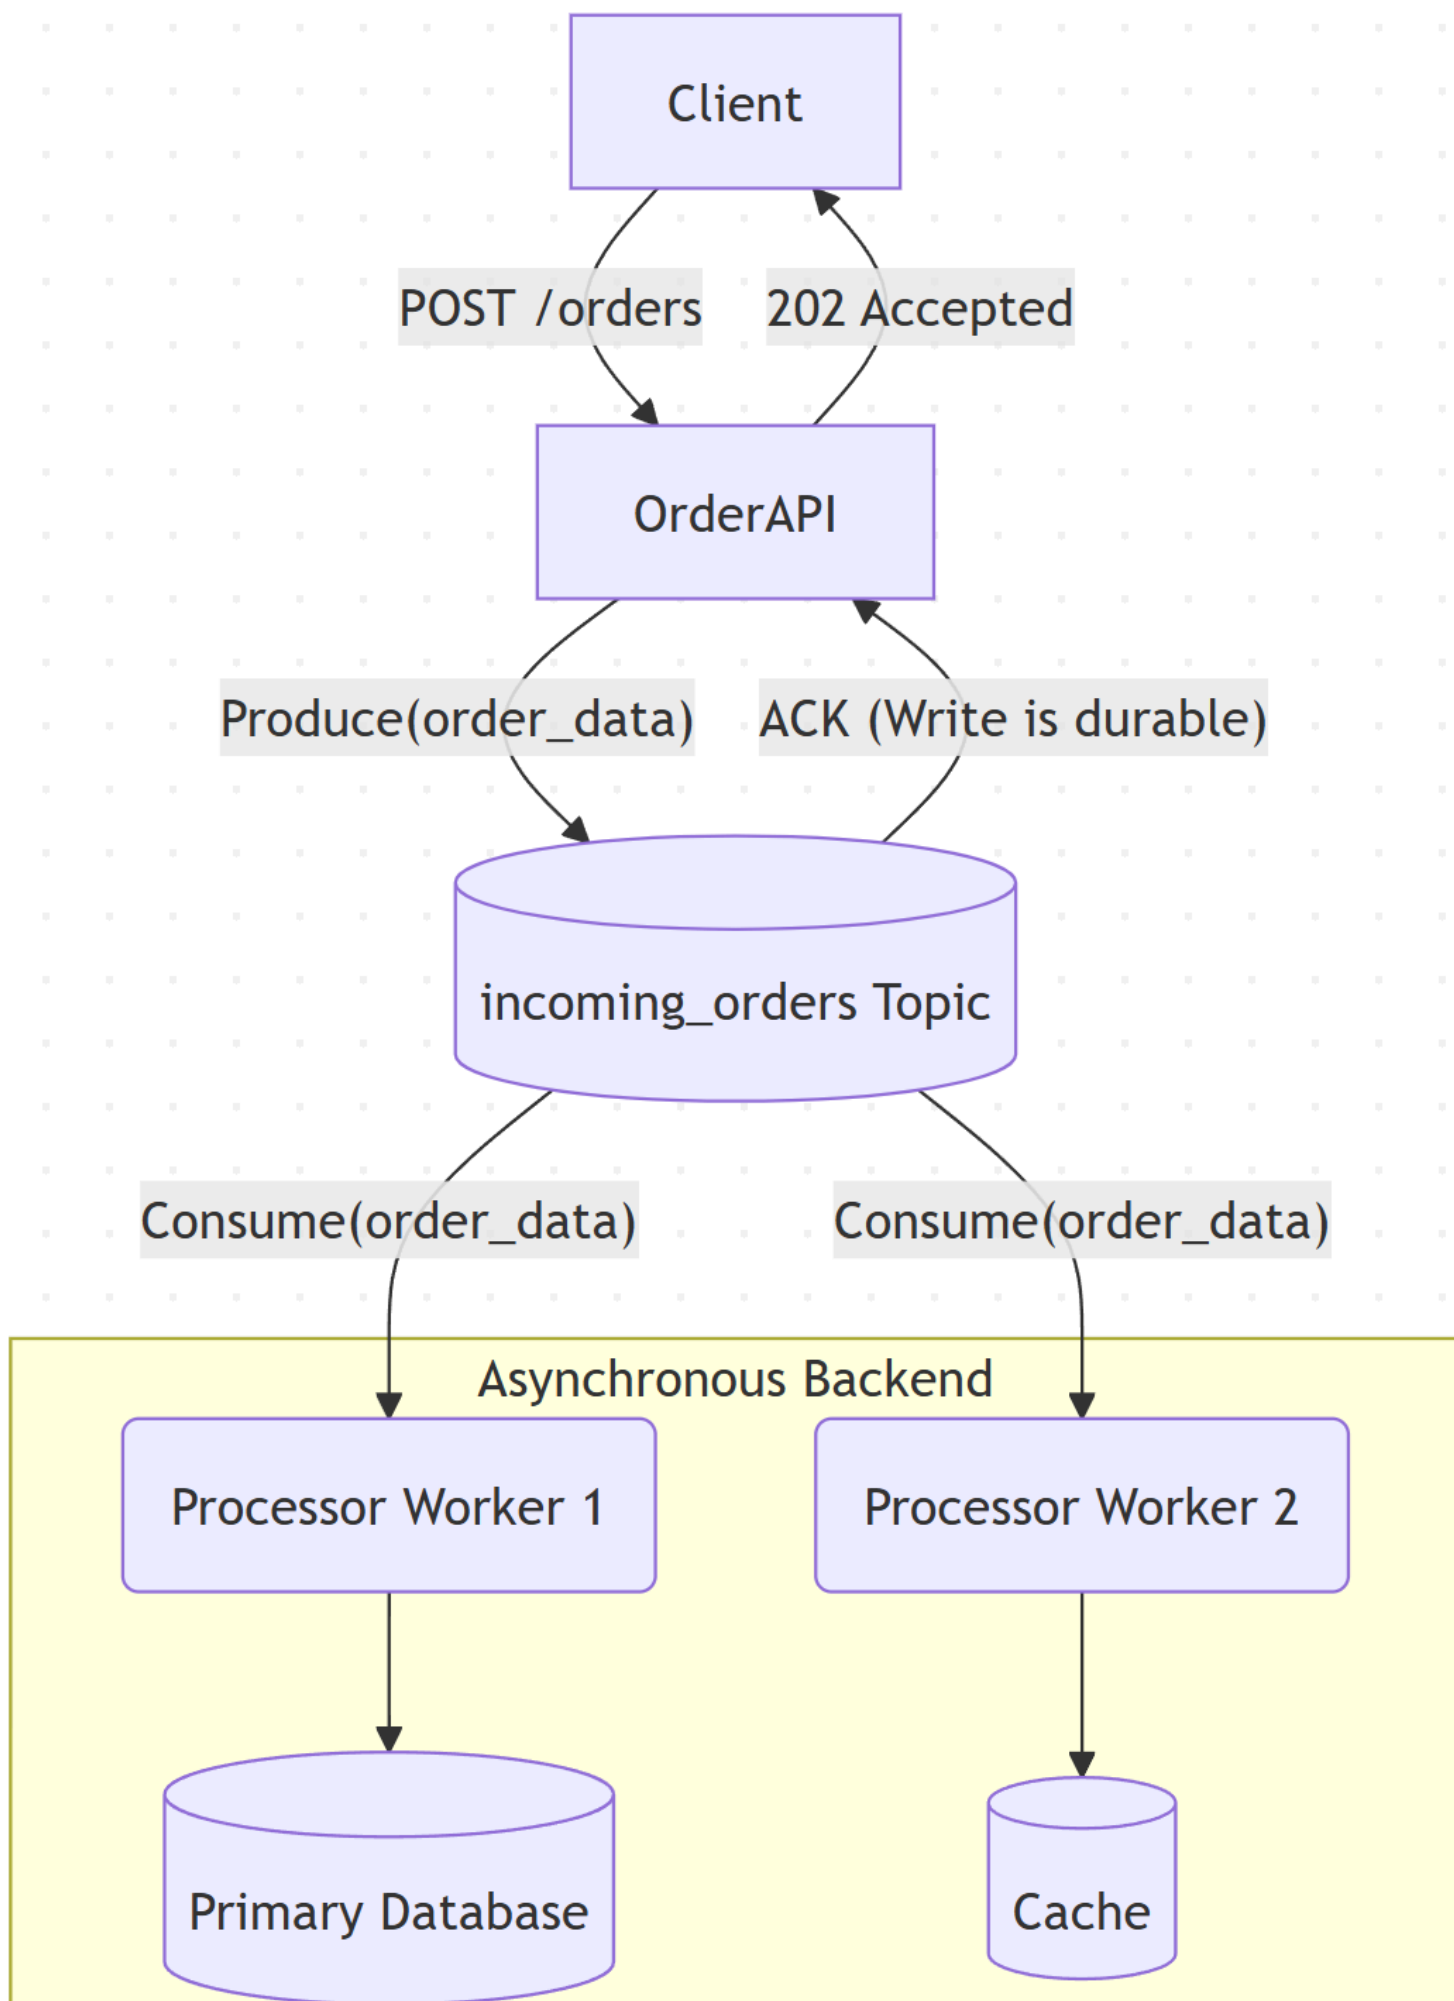 Client
POST /orders
202 Accepted
OrderAPI
Produce(order_data)
ACK (Write is durable)
incoming_orders Topic
Consume(order_data)
Consume(order_data)
Asynchronous Backend
Processor Worker 1
Processor Worker 2
Primary Database
Cache